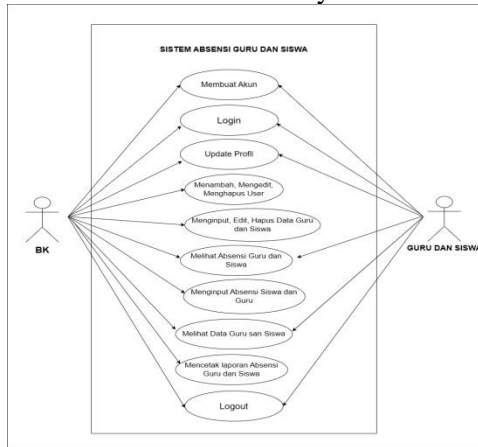 SISTEM ABSENSI GURU DAN SISWA
Membuat Akun
Login
Update Profil
Menambah, Mengedit,
Menghapus User
Menginput, Edit, Hapus Data Guru
dan Siswa
Melihat Absensi Guru dan
Siswa
Menginput Absensi Siswa dan
Guru
Melihat Data Guru san Siswa
Mencetak laporan Absensi
Guru dan Siswa
Logout
BK
GURU DAN SISWA